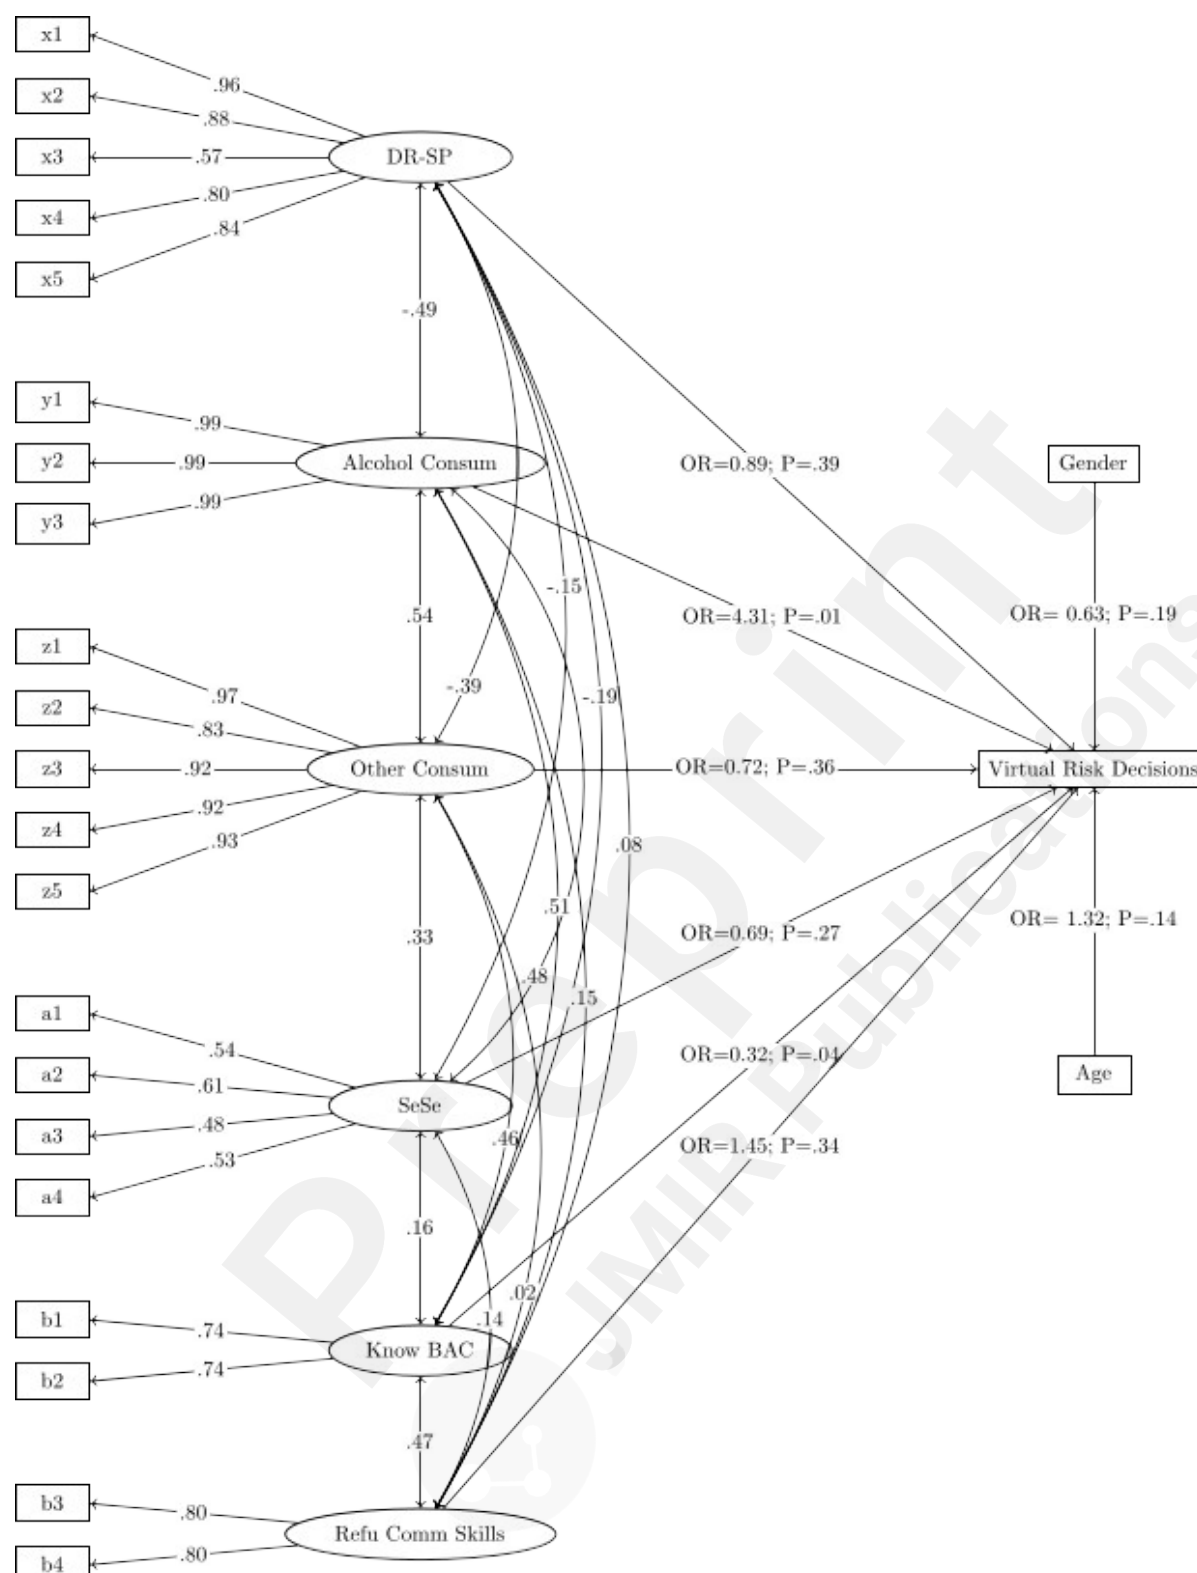 x1
.96
x2
.88
x3
.57
DR-SP
x4
.80
x5
.84
-.49
y1
.99
y2
.99
Alcohol Consum
OR=0.89; P=.39
Gender
y3
.99
-.15
.54
OR=4.31; P=.01
OR= 0.63; P=.19
z1
-.39
-.19
.97
z2
.83
z3
.92
Other Consum
OR=0.72; P=.36
Virtual Risk Decisions
z4
.92
z5
.93
.08
.51
.33
OR=0.69; P=.27
OR= 1.32; P=.14
.48
.15
a1
.54
a2
.61
OR=0.32; P=.04
Age
a3
.48
SeSe
a4
.53
.46
OR=1.45; P=.34
.16
.02
.14
b1
.74
Know BAC
b2
.74
.47
b3
.80
Refu Comm Skills
b4
.80
Preprint
JMIR Publications